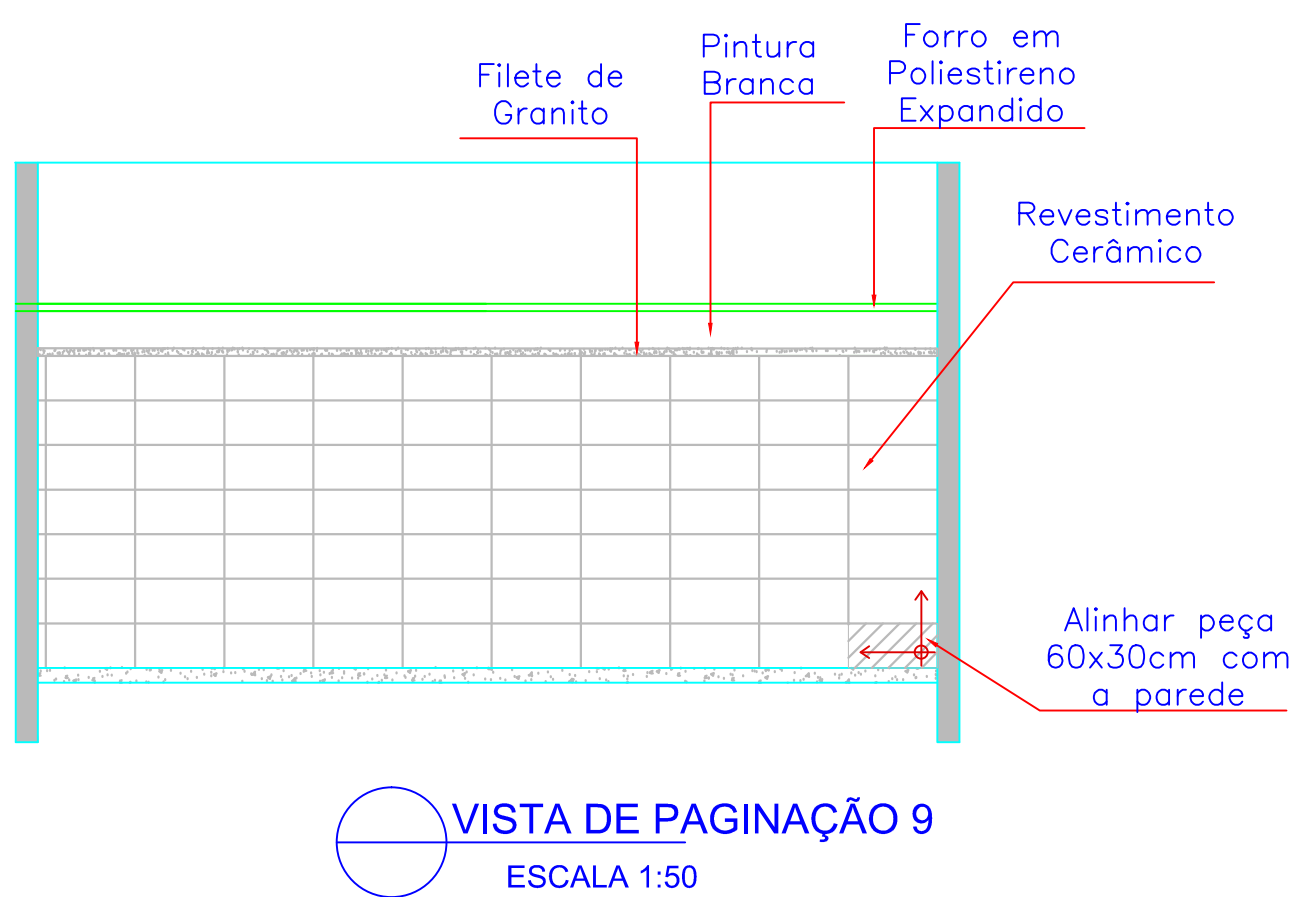 Filete de
Granito
Pintura
Branca
Forro em
Poliestireno
Expandido
Revestimento
Cerâmico
Alinhar peça
60x30cm com
a parede
VISTA DE PAGINAÇÃO 9
ESCALA 1:50